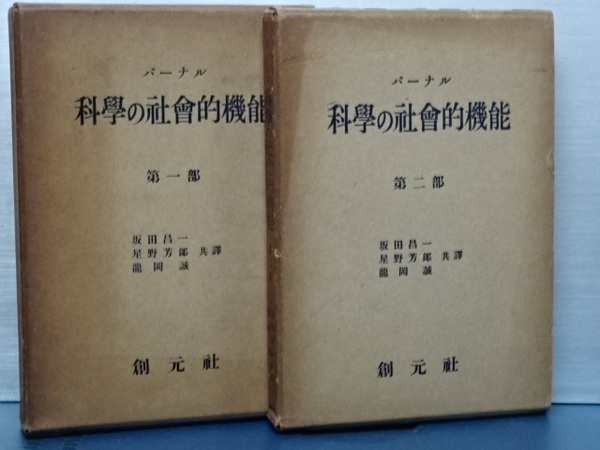 バーナル
科學の社會的機能
第一部
坂田昌一
星野芳郎 共譯
龍岡誠
創元社
バーナル
科學の社會的機能
第二部
坂田昌一
星野芳郎 共譯
龍岡誠
創元社